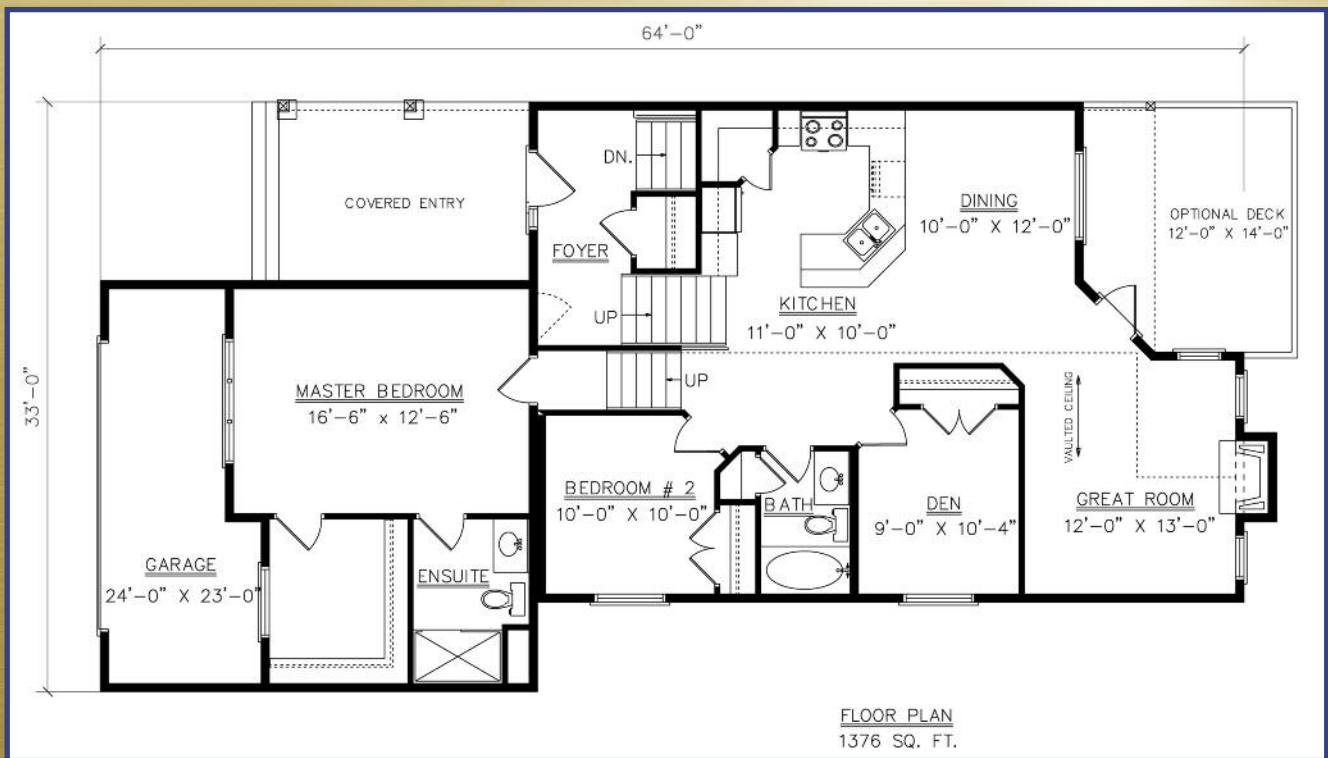 64'-0"
33'-0"
COVERED ENTRY
DN.
FOYER
UP
KITCHEN
11'-0" X 10'-0"
DINING
10'-0" X 12'-0"
OPTIONAL DECK
12'-0" X 14'-0"
MASTER BEDROOM
16'-6" x 12'-6"
UP
VAULTED CEILING
BEDROOM # 2
10'-0" X 10'-0"
BATH
DEN
9'-0" X 10'-4"
GREAT ROOM
12'-0" X 13'-0"
GARAGE
24'-0" X 23'-0"
ENSUITE
FLOOR PLAN
1376 SQ. FT.